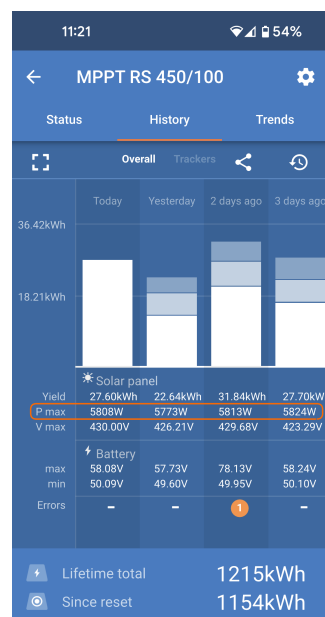 11:21 54%
MPPT RS 450/100
Status History Trends
Overall Trackers
Today Yesterday 2 days ago 3 days ago
36.42kWh
18.21kWh
Solar panel
Yield 27.60kWh 22.64kWh 31.84kWh 27.70kW
P max 5808W 5773W 5813W 5824W
V max 430.00V 426.21V 429.68V 423.29V
Battery
max 58.08V 57.73V 78.13V 58.24V
min 50.09V 49.60V 49.95V 50.10V
Errors – – 1 –
Lifetime total 1215kWh
Since reset 1154kWh